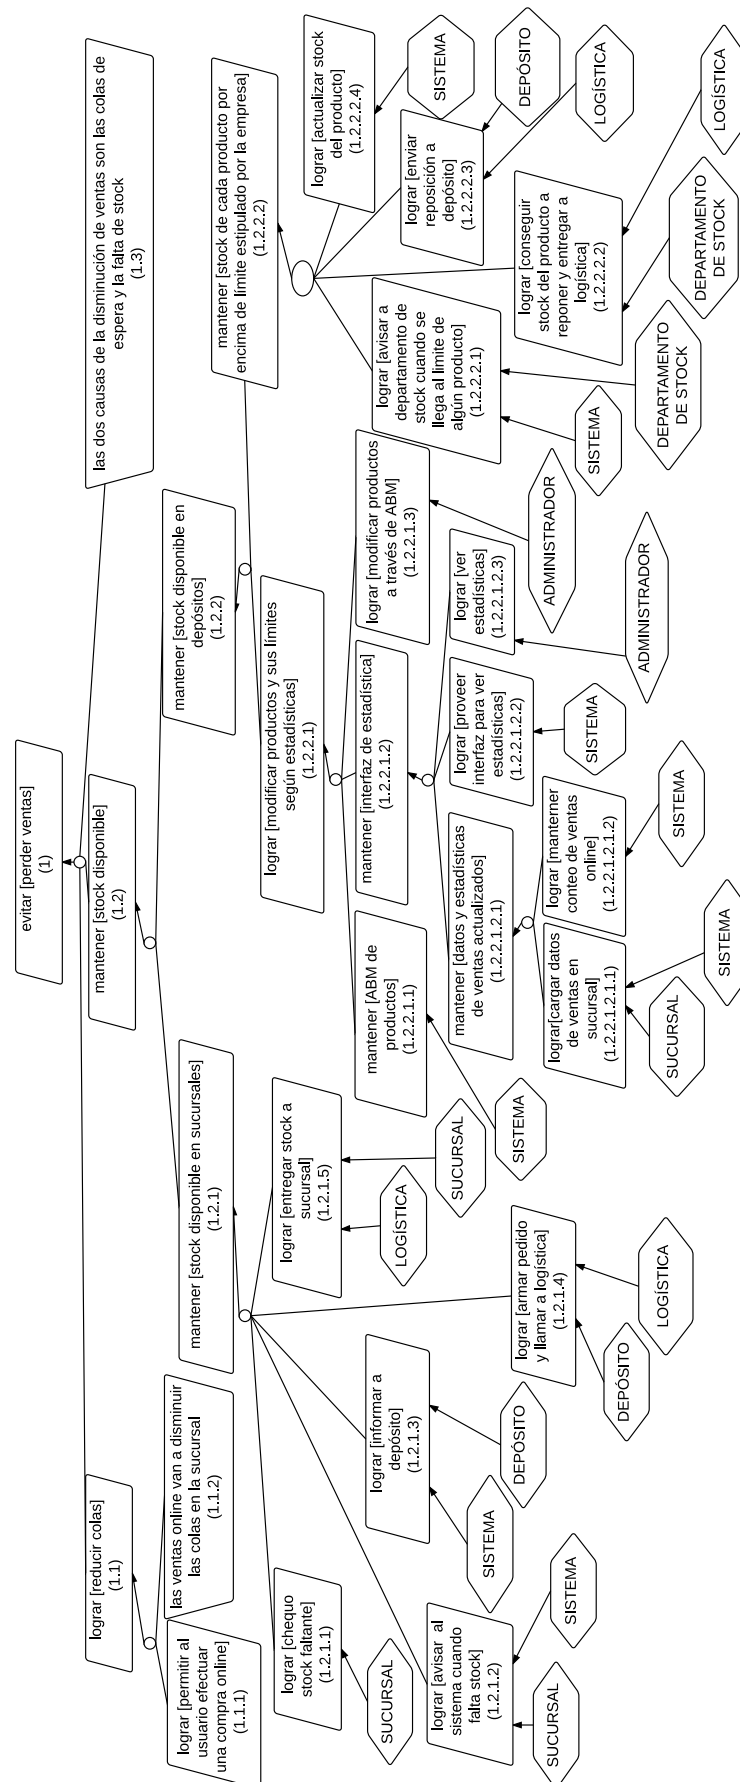 evitar [perder ventas]
(1)
lograr [reducir colas]
(1.1)
mantener [stock disponible]
(1.2)
las dos causas de la disminución de ventas son las colas de
espera y la falta de stock
(1.3)
lograr [permitir al
usuario efectuar
una compra online]
(1.1.1)
las ventas online van a disminuir
las colas en la sucursal
(1.1.2)
mantener [stock disponible en sucursales]
(1.2.1)
mantener [stock disponible en
depósitos]
(1.2.2)
lograr [chequo
stock faltante]
(1.2.1.1)
SUCURSAL
lograr [avisar al
sistema cuando
falta stock]
(1.2.1.2)
SUCURSAL
SISTEMA
lograr [informar a
depósito]
(1.2.1.3)
SISTEMA
DEPÓSITO
lograr [armar pedido
y llamar a logística]
(1.2.1.4)
DEPÓSITO
LOGÍSTICA
lograr [entregar stock a
sucursal]
(1.2.1.5)
LOGÍSTICA
SUCURSAL
lograr [modificar productos y sus limites
según estadísticas]
(1.2.2.1)
mantener [stock de cada producto por
encima de límite estipulado por la empresa]
(1.2.2.2)
mantener [ABM de
productos]
(1.2.2.1.1)
SISTEMA
mantener [interfaz de estadística]
(1.2.2.1.2)
lograr [modificar productos
a través de ABM]
(1.2.2.1.3)
ADMINISTRADOR
mantener [datos y estadísticas
de ventas actualizados]
(1.2.2.1.2.1)
lograr [proveer
interfaz para ver
estadísticas]
(1.2.2.1.2.2)
SISTEMA
lograr [ver
estadísticas]
(1.2.2.1.2.3)
ADMINISTRADOR
lograr[cargar datos
de ventas en
sucursal]
(1.2.2.1.2.1.1)
SUCURSAL
SISTEMA
lograr [manterner
conteo de ventas
online]
(1.2.2.1.2.1.2)
SISTEMA
lograr [avisar a
departamento de
stock cuando se
llega al limite de
algún producto]
(1.2.2.2.1)
SISTEMA
DEPARTAMENTO
DE STOCK
lograr [conseguir
stock del producto a
reponer y entregar a
logística]
(1.2.2.2.2)
DEPARTAMENTO
DE STOCK
LOGÍSTICA
lograr [enviar
reposición a
depósito]
(1.2.2.2.3)
DEPÓSITO
LOGÍSTICA
lograr [actualizar stock
del producto]
(1.2.2.2.4)
SISTEMA